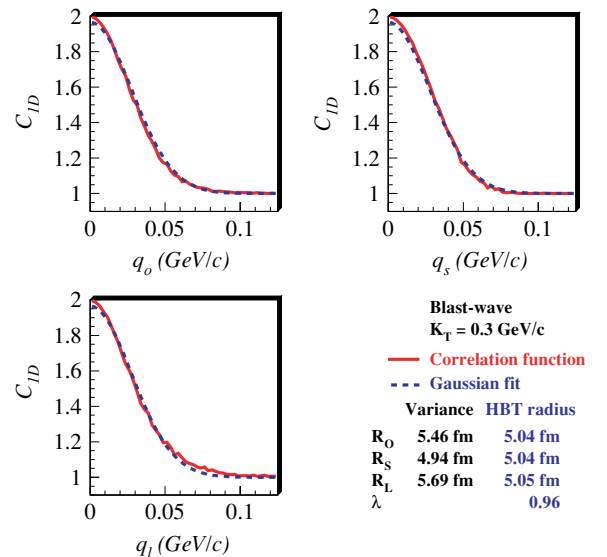 C1D
2
1.8
1.6
1.4
1.2
1
0 0.05 0.1
qo (GeV/c)
C1D
2
1.8
1.6
1.4
1.2
1
0 0.05 0.1
qs (GeV/c)
C1D
2
1.8
1.6
1.4
1.2
1
0 0.05 0.1
ql (GeV/c)
Blast-wave
KT = 0.3 GeV/c
Correlation function
Gaussian fit
Variance HBT radius
RO 5.46 fm 5.04 fm
RS 4.94 fm 5.04 fm
RL 5.69 fm 5.05 fm
λ 0.96